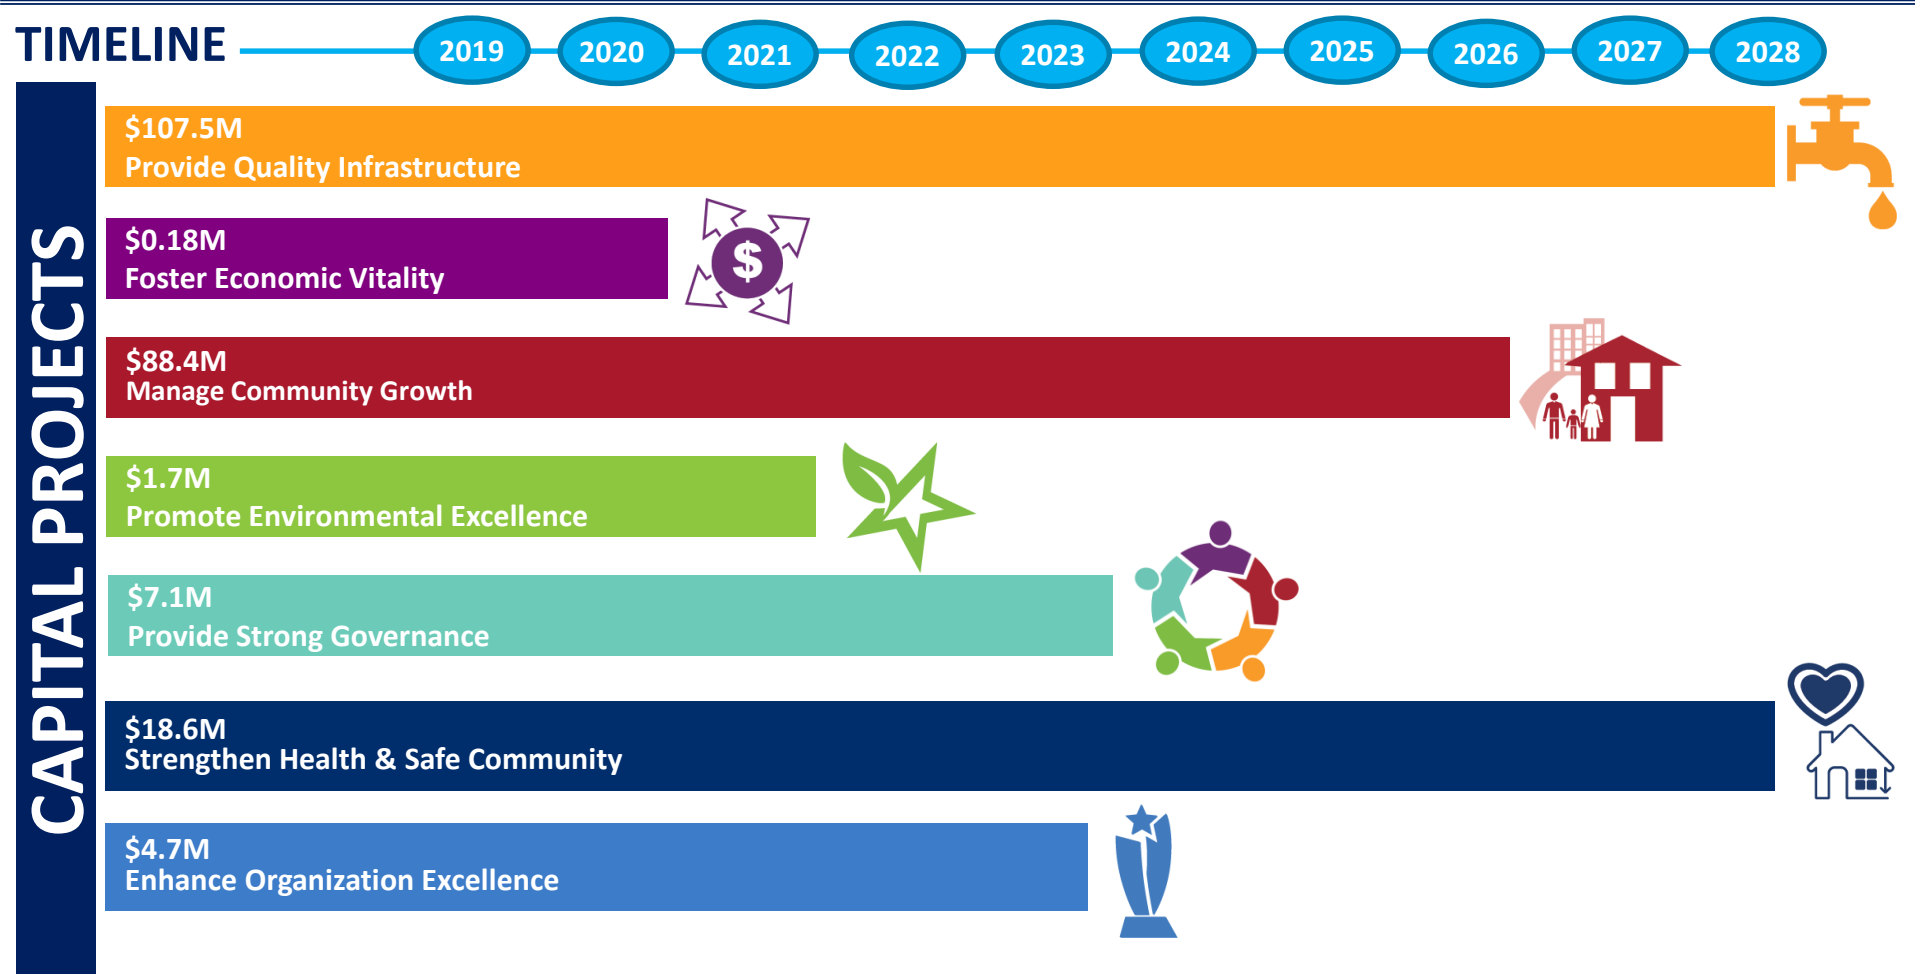 TIMELINE
2019
2020
2021
2022
2023
2024
2025
2026
2027
2028
CAPITAL PROJECTS
$107.5M
Provide Quality Infrastructure
$0.18M
Foster Economic Vitality
$
$88.4M
Manage Community Growth
$1.7M
Promote Environmental Excellence
$7.1M
Provide Strong Governance
$18.6M
Strengthen Health & Safe Community
$4.7M
Enhance Organization Excellence